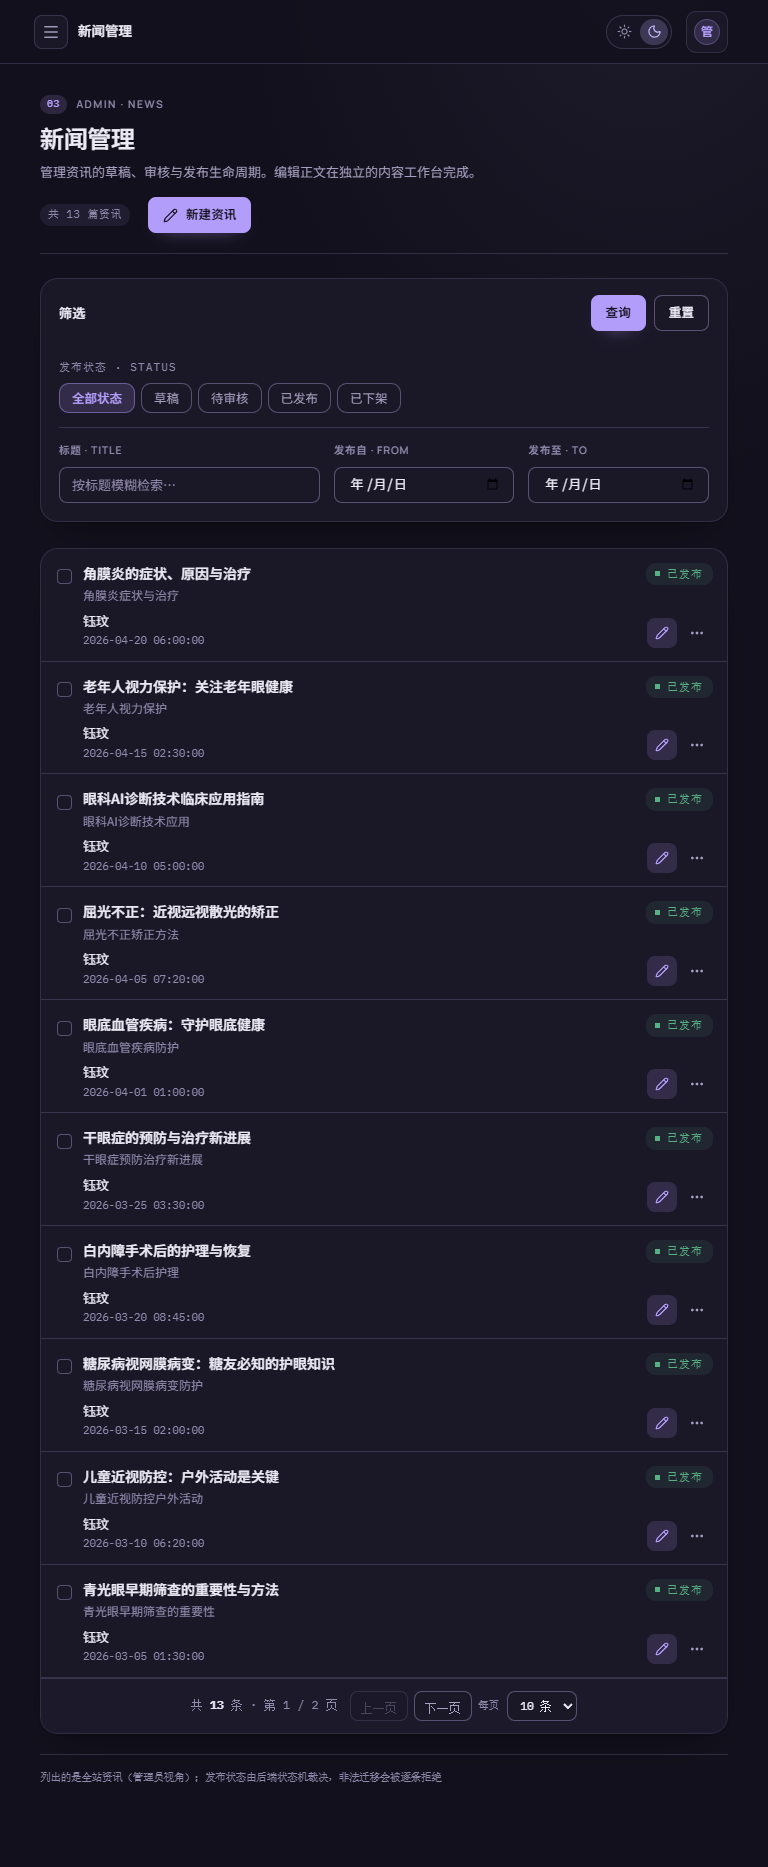 新闻管理
管
03 ADMIN · NEWS
新闻管理
管理资讯的草稿、审核与发布生命周期。编辑正文在独立的内容工作台完成。
共 13 篇资讯 新建资讯
筛选 查询 重置
发布状态 · STATUS
全部状态 草稿 待审核 已发布 已下架
标题 · TITLE 发布自 · FROM 发布至 · TO
按标题模糊检索… 年 /月/日 年 /月/日
角膜炎的症状、原因与治疗 已发布
角膜炎症状与治疗
钰玟
2026-04-20 06:00:00
老年人视力保护：关注老年眼健康 已发布
老年人视力保护
钰玟
2026-04-15 02:30:00
眼科AI诊断技术临床应用指南 已发布
眼科AI诊断技术应用
钰玟
2026-04-10 05:00:00
屈光不正：近视远视散光的矫正 已发布
屈光不正矫正方法
钰玟
2026-04-05 07:20:00
眼底血管疾病：守护眼底健康 已发布
眼底血管疾病防护
钰玟
2026-04-01 01:00:00
干眼症的预防与治疗新进展 已发布
干眼症预防治疗新进展
钰玟
2026-03-25 03:30:00
白内障手术后的护理与恢复 已发布
白内障手术后护理
钰玟
2026-03-20 08:45:00
糖尿病视网膜病变：糖友必知的护眼知识 已发布
糖尿病视网膜病变防护
钰玟
2026-03-15 02:00:00
儿童近视防控：户外活动是关键 已发布
儿童近视防控户外活动
钰玟
2026-03-10 06:20:00
青光眼早期筛查的重要性与方法 已发布
青光眼早期筛查的重要性
钰玟
2026-03-05 01:30:00
共 13 条 · 第 1 / 2 页 上一页 下一页 每页 10 条
列出的是全站资讯（管理员视角）；发布状态由后端状态机裁决，非法迁移会被逐条拒绝